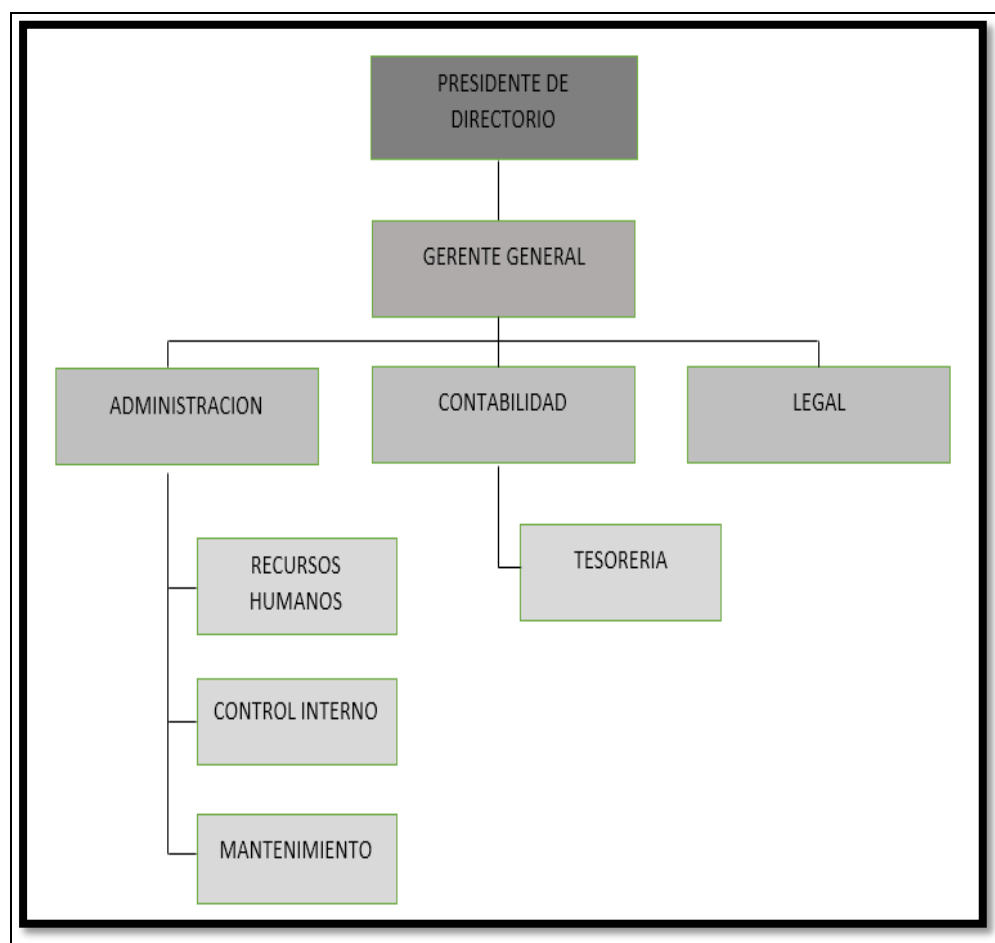 PRESIDENTE DE
DIRECTORIO
GERENTE GENERAL
ADMINISTRACION
CONTABILIDAD
LEGAL
RECURSOS
HUMANOS
TESORERIA
CONTROL INTERNO
MANTENIMIENTO